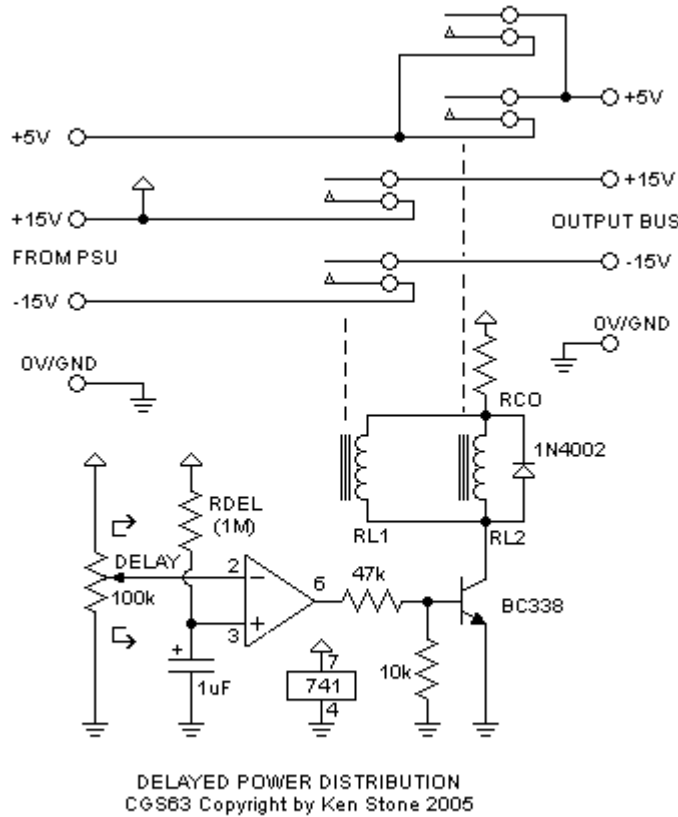 +5V
+5V
+15V
+15V
OUTPUT BUS
FROM PSU
-15V
-15V
0V/GND
0V/GND
RCO
1N4002
RDEL
(1M)
RL1
RL2
DELAY
2
-
6
47k
100k
BC338
3
+
+
7
741
10k
1uF
4
DELAYED POWER DISTRIBUTION
CGS63 Copyright by Ken Stone 2005